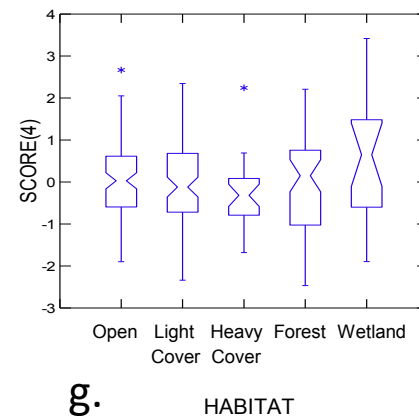 4
3
2
1
0
-1
-2
-3
SCORE(4)
*
*
Open Light Cover Heavy Cover Forest Wetland
g.
HABITAT